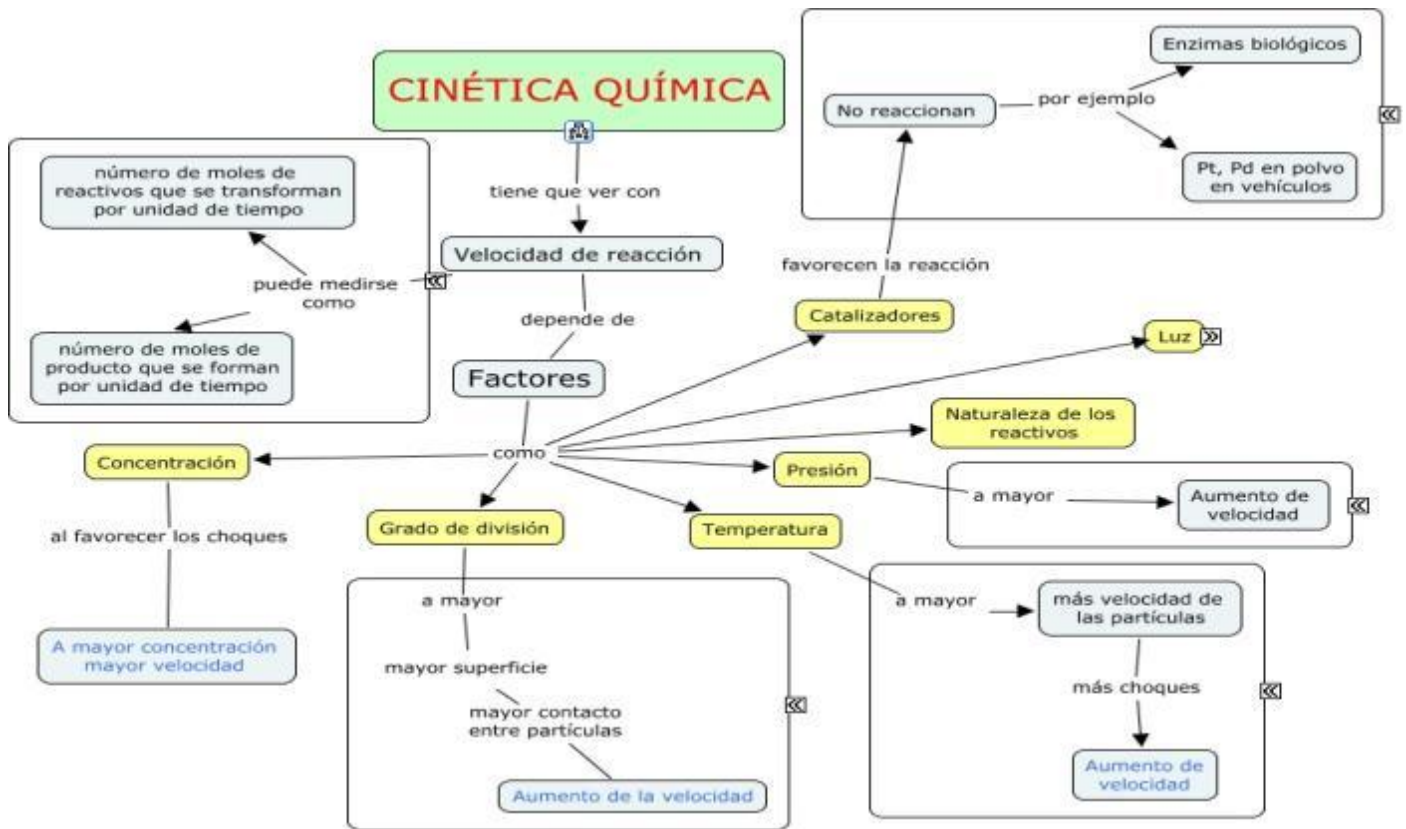 CINÉTICA QUÍMICA
tiene que ver con
Velocidad de reacción
puede medirse
como
número de moles de
reactivos que se transforman
por unidad de tiempo
número de moles de
producto que se forman
por unidad de tiempo
depende de
Factores
como
Concentración
al favorecer los choques
A mayor concentración
mayor velocidad
Grado de división
a mayor
mayor superficie
mayor contacto
entre partículas
Aumento de la velocidad
Temperatura
a mayor
más velocidad de
las partículas
más choques
Aumento de
velocidad
Presión
a mayor
Aumento de
velocidad
Naturaleza de los
reactivos
Luz
Catalizadores
favorecen la reacción
No reaccionan
por ejemplo
Enzimas biológicos
Pt, Pd en polvo
en vehículos